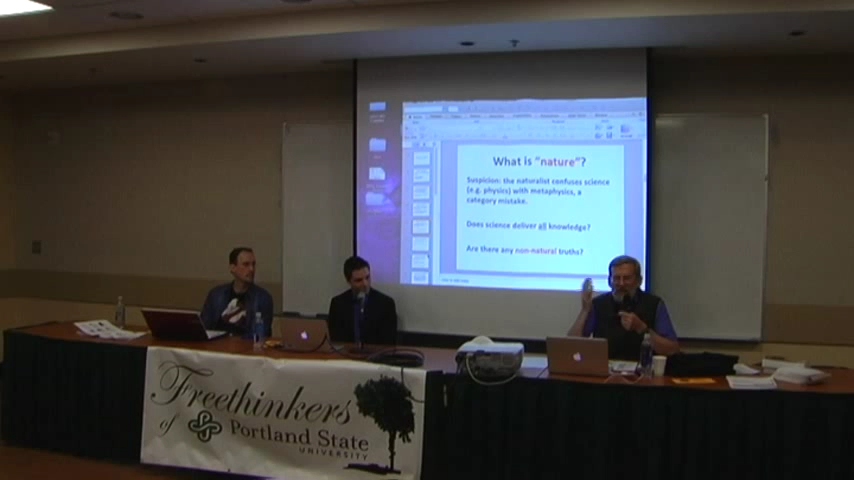 What is "nature"?
Suspicion: the naturalist confuses science
(e.g. physics) with metaphysics, a
category mistake.
Does science deliver all knowledge?
Are there any non-natural truths?
Freethinkers
of Portland State
UNIVERSITY